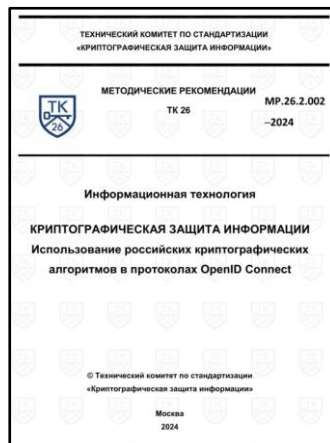 ТЕХНИЧЕСКИЙ КОМИТЕТ ПО СТАНДАРТИЗАЦИИ
«КРИПТОГРАФИЧЕСКАЯ ЗАЩИТА ИНФОРМАЦИИ»
ТК
26
МЕТОДИЧЕСКИЕ РЕКОМЕНДАЦИИ
ТК 26
МР.26.2.002
–2024
Информационная технология
КРИПТОГРАФИЧЕСКАЯ ЗАЩИТА ИНФОРМАЦИИ
Использование российских криптографических
алгоритмов в протоколах OpenID Connect
© Технический комитет по стандартизации
«Криптографическая защита информации»
Москва
2024